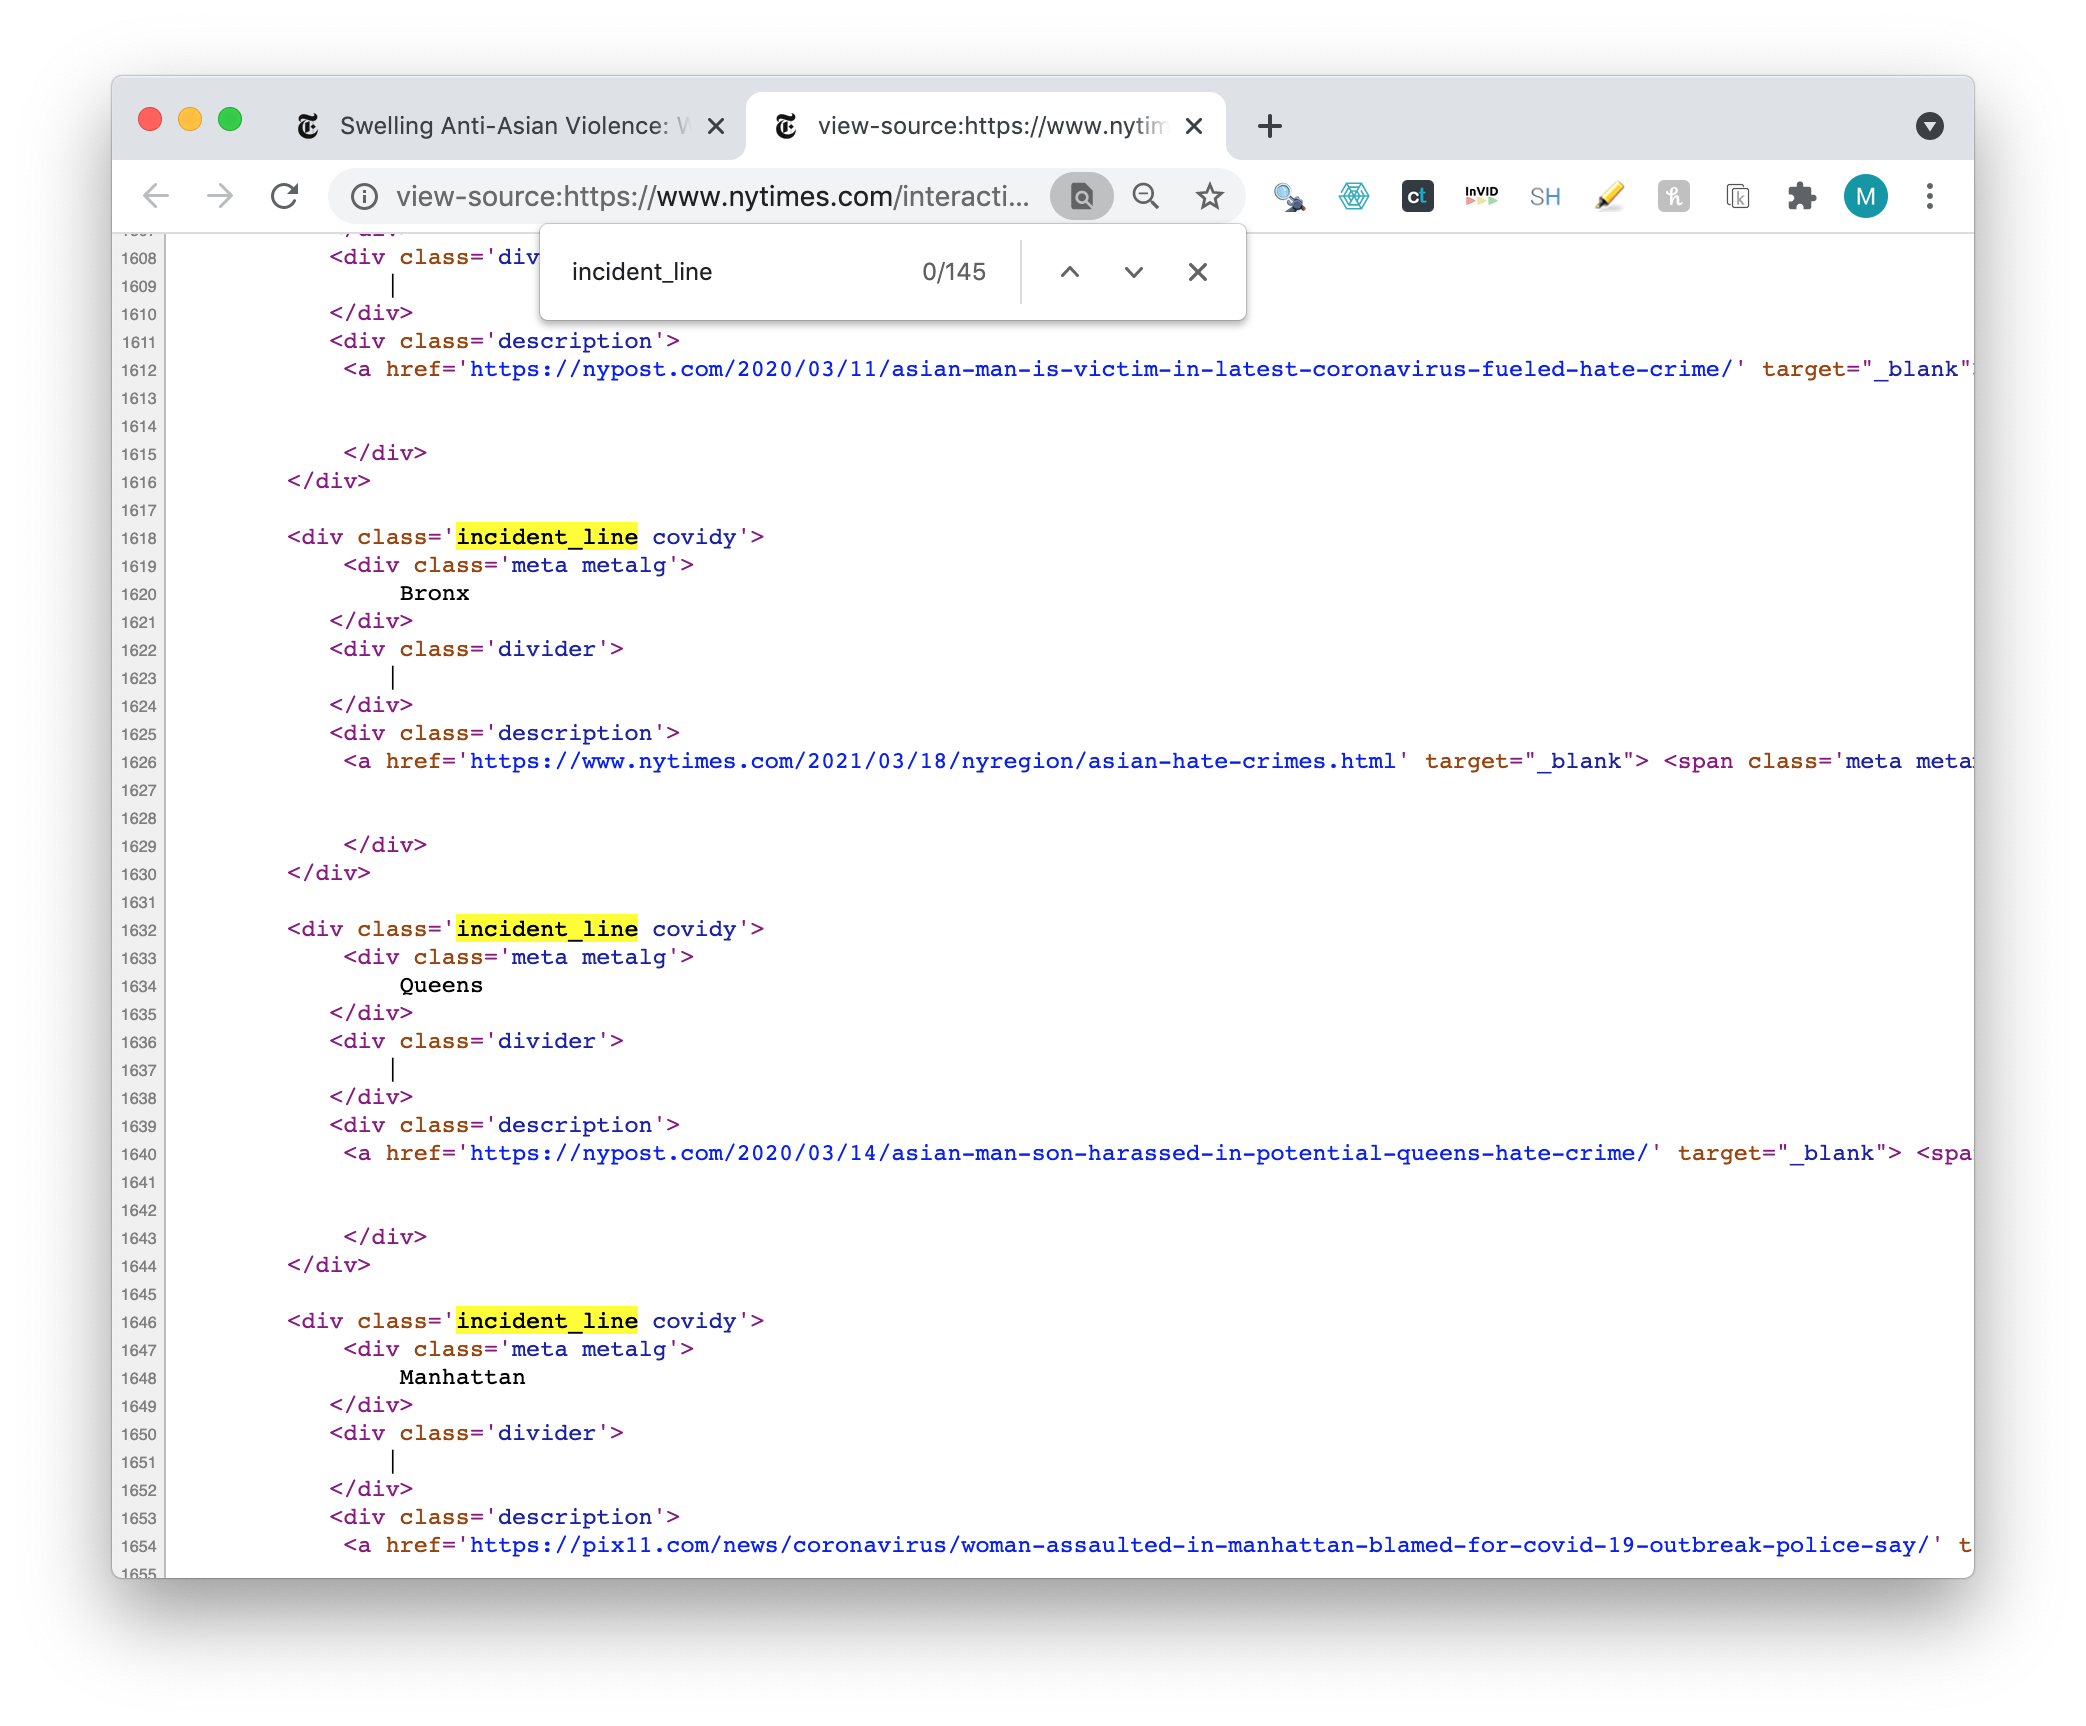 Swelling Anti-Asian Violence: W
view-source:https://www.nytim
view-source:https://www.nytimes.com/interacti...
ct
InVID
SH
h
k
M
incident_line 0/145
1608 <div class='div
1609 |
1610 </div>
1611 <div class='description'>
1612 <a href='https://nypost.com/2020/03/11/asian-man-is-victim-in-latest-coronavirus-fueled-hate-crime/' target="_blank"
1613
1614
1615 </div>
1616 </div>
1617
1618 <div class='incident_line covidy'>
1619 <div class='meta metalg'>
1620 Bronx
1621 </div>
1622 <div class='divider'>
1623 |
1624 </div>
1625 <div class='description'>
1626 <a href='https://www.nytimes.com/2021/03/18/nyregion/asian-hate-crimes.html' target="_blank"> <span class='meta meta
1627
1628
1629 </div>
1630 </div>
1631
1632 <div class='incident_line covidy'>
1633 <div class='meta metalg'>
1634 Queens
1635 </div>
1636 <div class='divider'>
1637 |
1638 </div>
1639 <div class='description'>
1640 <a href='https://nypost.com/2020/03/14/asian-man-son-harassed-in-potential-queens-hate-crime/' target="_blank"> <spa
1641
1642
1643 </div>
1644 </div>
1645
1646 <div class='incident_line covidy'>
1647 <div class='meta metalg'>
1648 Manhattan
1649 </div>
1650 <div class='divider'>
1651 |
1652 </div>
1653 <div class='description'>
1654 <a href='https://pix11.com/news/coronavirus/woman-assaulted-in-manhattan-blamed-for-covid-19-outbreak-police-say/' t
1655